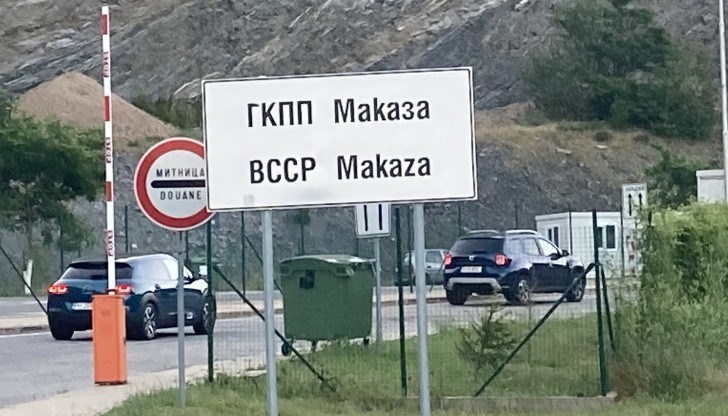 ГКПП Маказа
BCCP Makaza
МИТНИЦА
DOUANE